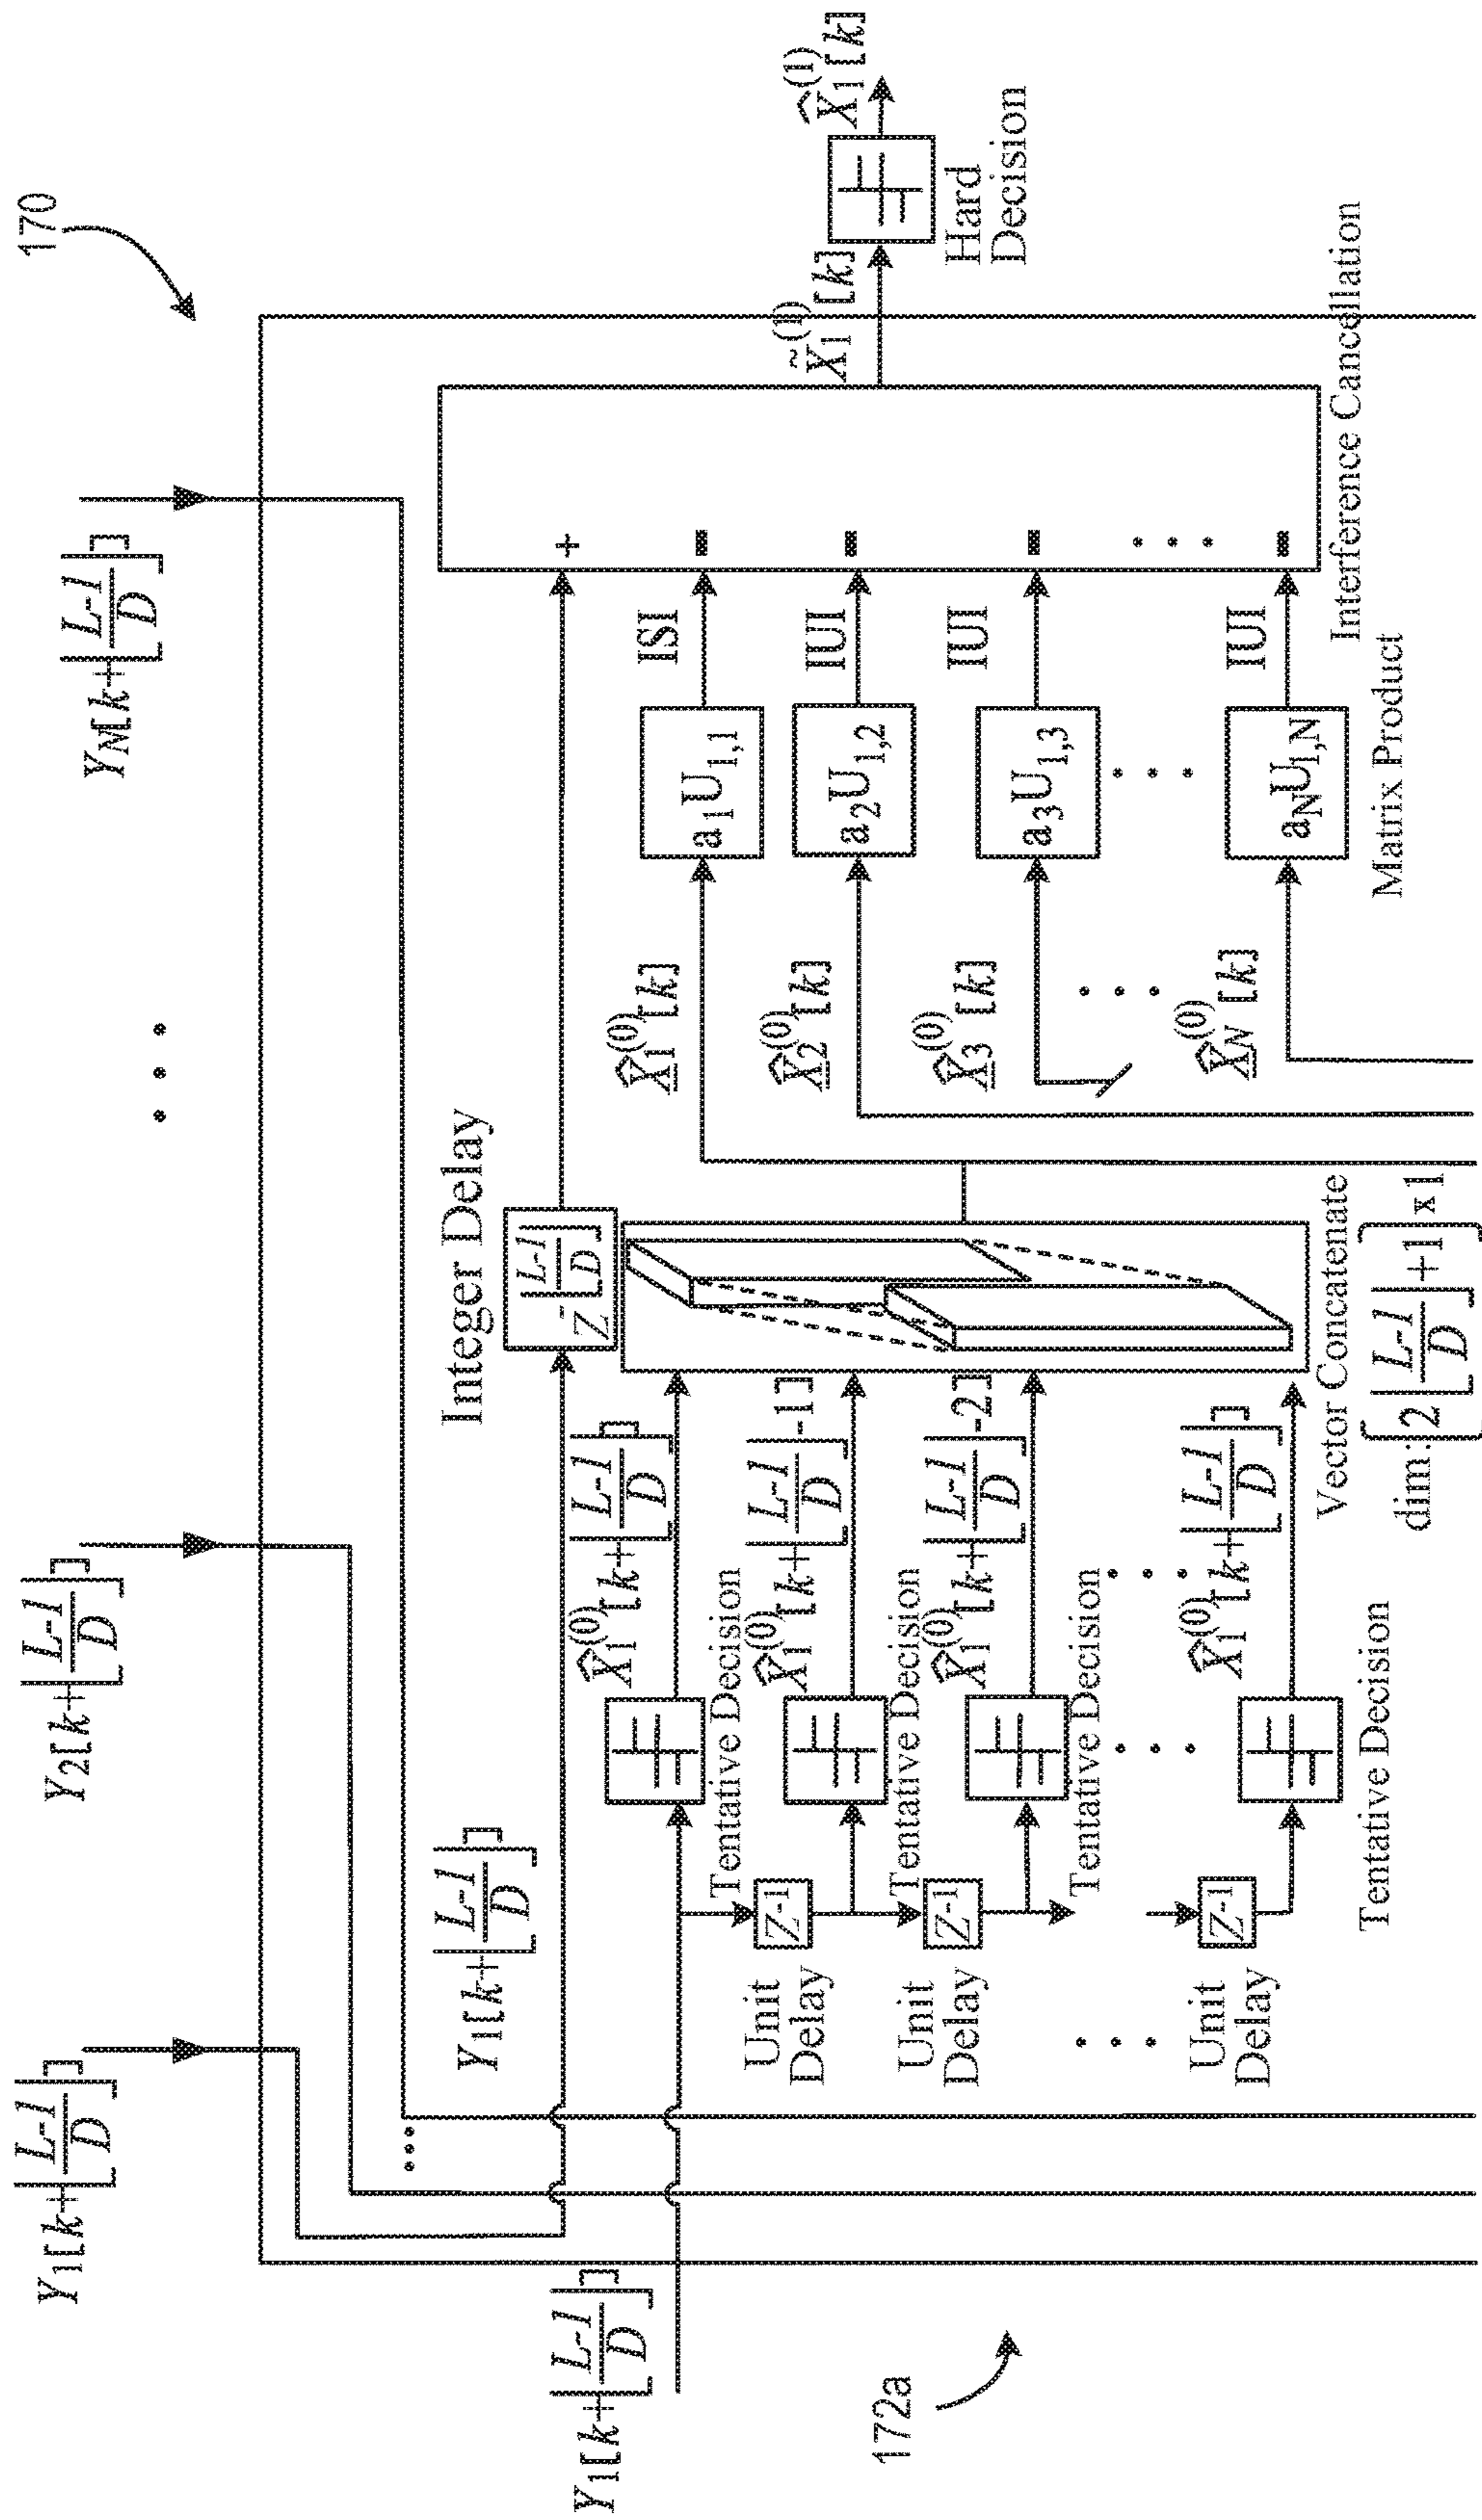 170
Y1[k+⌊L-1/D⌋]
Y2[k+⌊L-1/D⌋]
• • •
YM[k+⌊L-1/D⌋]
Y1[k+⌊L-1/D⌋]
Integer Delay
Z-⌊L-1/D⌋
Y1[k+⌊L-1/D⌋]
X̂1(0)[k+⌊L-1/D⌋]
Tentative Decision
Unit
Delay
Z-1
X̂1(0)[k+⌊L-1/D⌋-1]
Tentative Decision
Unit
Delay
Z-1
X̂1(0)[k+⌊L-1/D⌋-2]
Tentative Decision
• • •
Unit
Delay
Z-1
X̂1(0)[k+⌊L-1/D⌋]
Tentative Decision
Vector Concatenate
dim:[2⌊L-1/D⌋+1]x1
X̂1(0)[k]
a1U1,1
ISI
X̂2(0)[k]
a2U1,2
IUI
X̂3(0)[k]
a3U1,3
IUI
• • •
X̂N(0)[k]
aNU1,N
IUI
Matrix Product
+
-
-
-
• • •
-
Interference Cancellation
X̃1(1)[k]
Hard
Decision
X̂1(1)[k]
172a